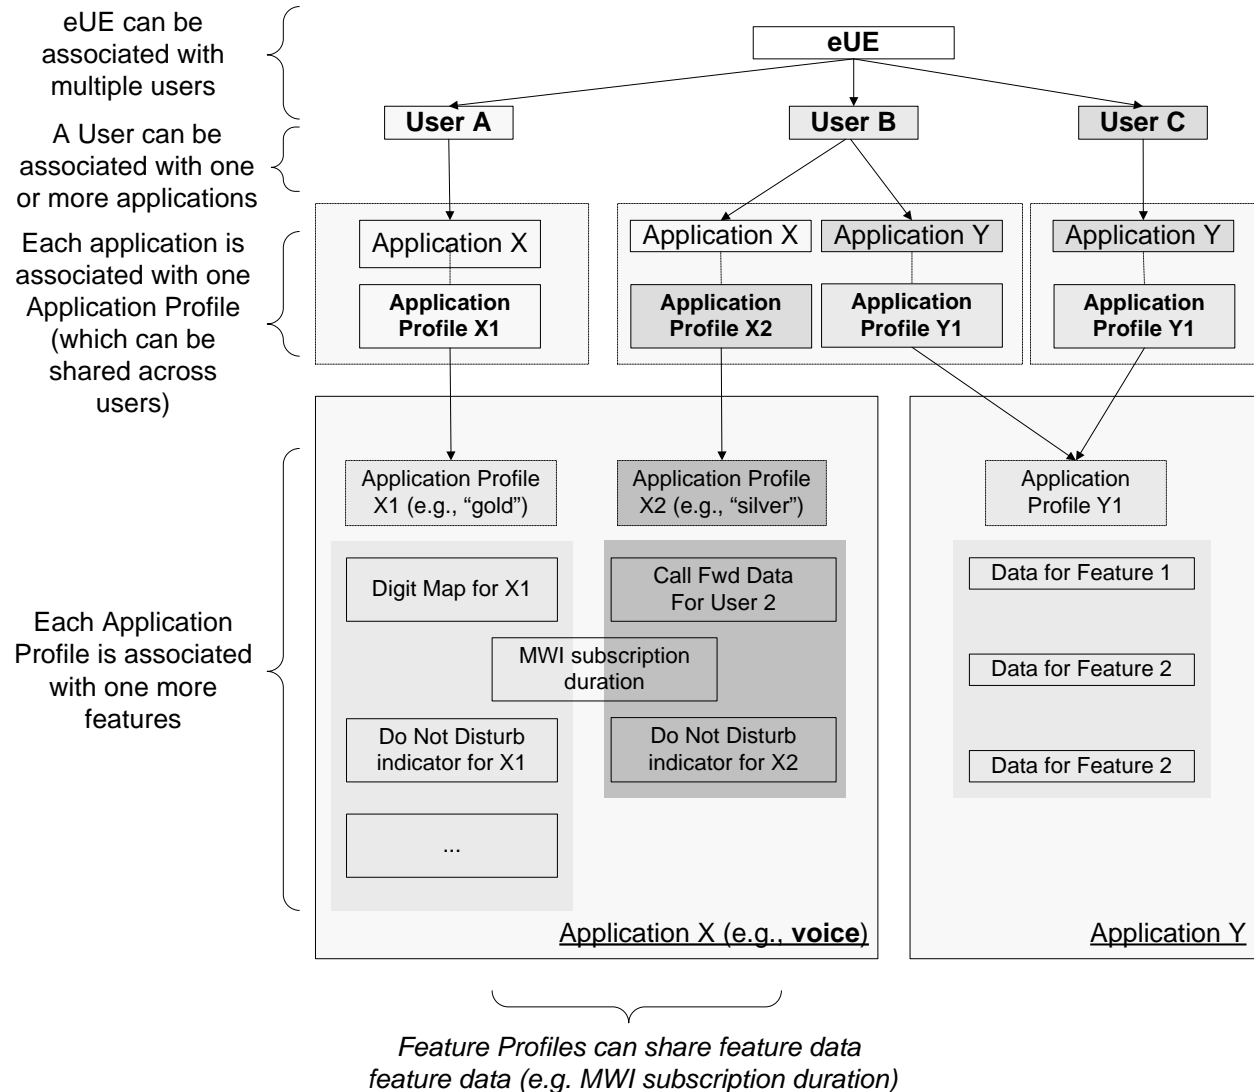 eUE can be
associated with
multiple users
eUE
User A
User B
User C
A User can be
associated with one
or more applications
Each application is
associated with one
Application Profile
(which can be
shared across
users)
Application X
Application X
Application Y
Application Y
Application
Profile X1
Application
Profile X2
Application
Profile Y1
Application
Profile Y1
Each Application
Profile is associated
with one more
features
Application Profile
X1 (e.g., “gold”)
Application Profile
X2 (e.g., “silver”)
Application
Profile Y1
Digit Map for X1
Call Fwd Data
For User 2
MWI subscription
duration
Do Not Disturb
indicator for X1
Do Not Disturb
indicator for X2
...
Data for Feature 1
Data for Feature 2
Data for Feature 2
Application X (e.g., voice)
Application Y
Feature Profiles can share feature data
feature data (e.g. MWI subscription duration)